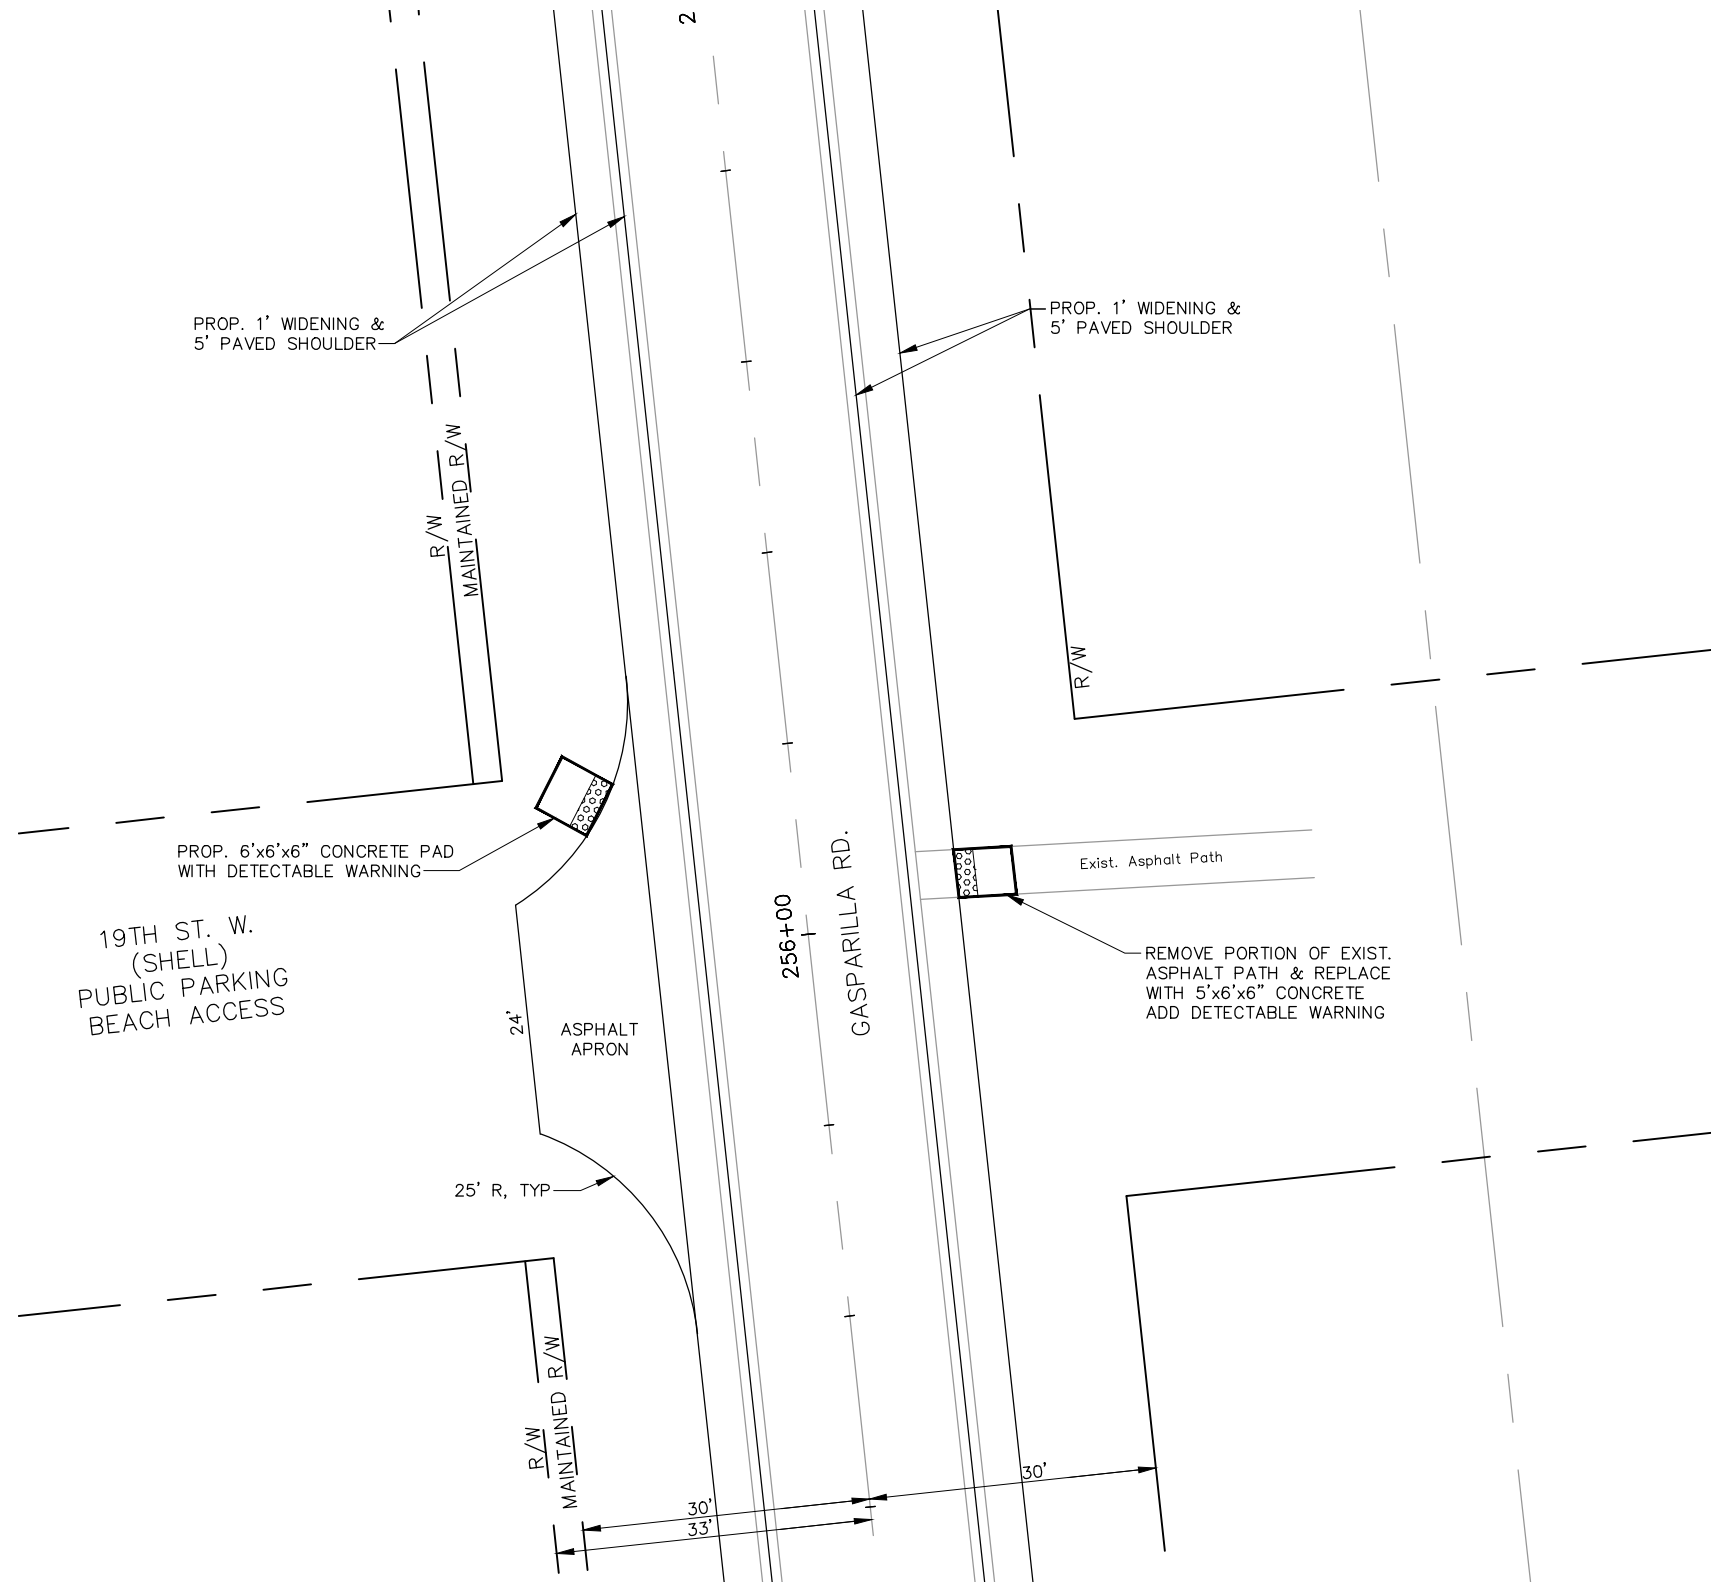 2
PROP. 1' WIDENING &
5' PAVED SHOULDER
PROP. 1' WIDENING &
5' PAVED SHOULDER
R/W
MAINTAINED R/W
R/W
PROP. 6'x6'x6" CONCRETE PAD
WITH DETECTABLE WARNING
Exist. Asphalt Path
19TH ST. W.
(SHELL)
PUBLIC PARKING
BEACH ACCESS
256+00
GASPARILLA RD.
REMOVE PORTION OF EXIST.
ASPHALT PATH & REPLACE
WITH 5'x6'x6" CONCRETE
ADD DETECTABLE WARNING
24'
ASPHALT
APRON
25' R, TYP
R/W
MAINTAINED R/W
30'
30'
33'